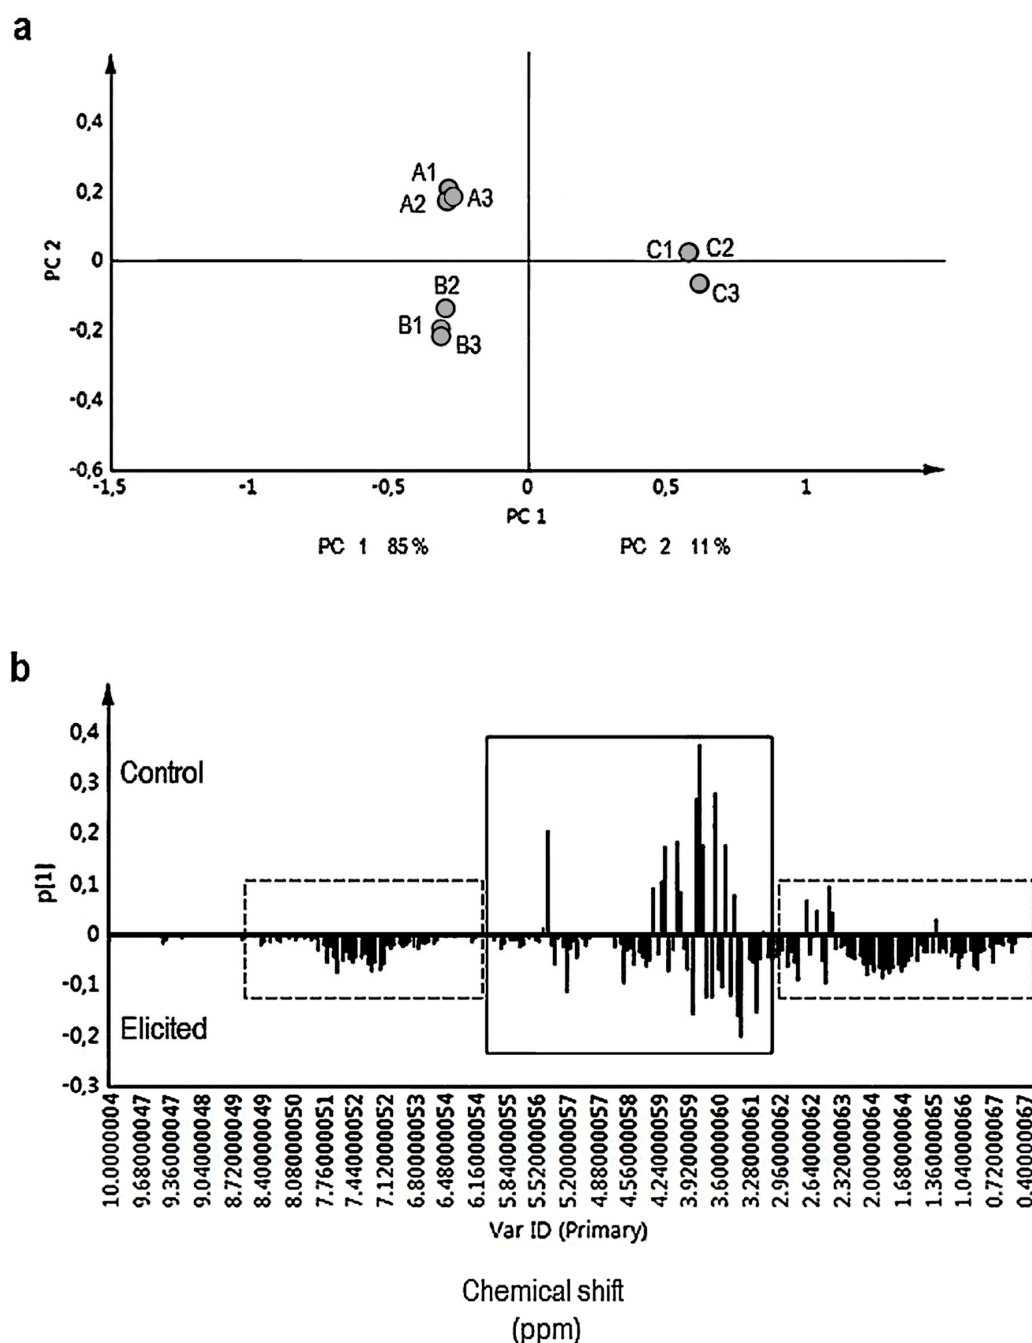 a
0,4
0,2
0
-0,2
-0,4
-0,6
PC 2
A1
A2
A3
B2
B1
B3
C1
C2
C3
-1,5
-1
-0,5
0
0,5
1
PC 1
PC 1 85%
PC 2 11%
b
0,4
0,3
0,2
0,1
0
-0,1
-0,2
-0,3
p[1]
Control
Elicited
10.0000004
9.68000047
9.36000047
9.04000048
8.72000049
8.40000049
8.08000050
7.76000051
7.44000052
7.12000052
6.80000053
6.48000054
6.16000054
5.84000055
5.52000056
5.20000057
4.88000057
4.56000058
4.24000059
3.92000059
3.60000060
3.28000061
2.96000062
2.64000062
2.32000063
2.00000064
1.68000064
1.36000065
1.04000066
0.72000067
0.40000067
Var ID (Primary)
Chemical shift
(ppm)